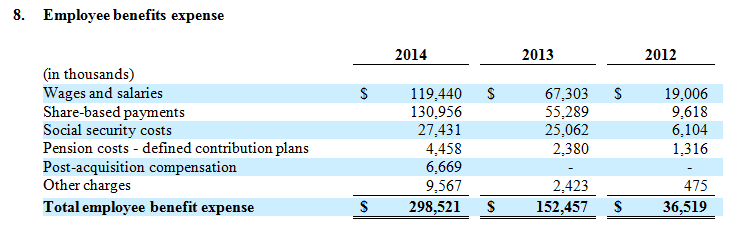 8. Employee benefits expense
2014 2013 2012
(in thousands)
Wages and salaries $ 119,440 $ 67,303 $ 19,006
Share-based payments 130,956 55,289 9,618
Social security costs 27,431 25,062 6,104
Pension costs - defined contribution plans 4,458 2,380 1,316
Post-acquisition compensation 6,669 - -
Other charges 9,567 2,423 475
Total employee benefit expense $ 298,521 $ 152,457 $ 36,519